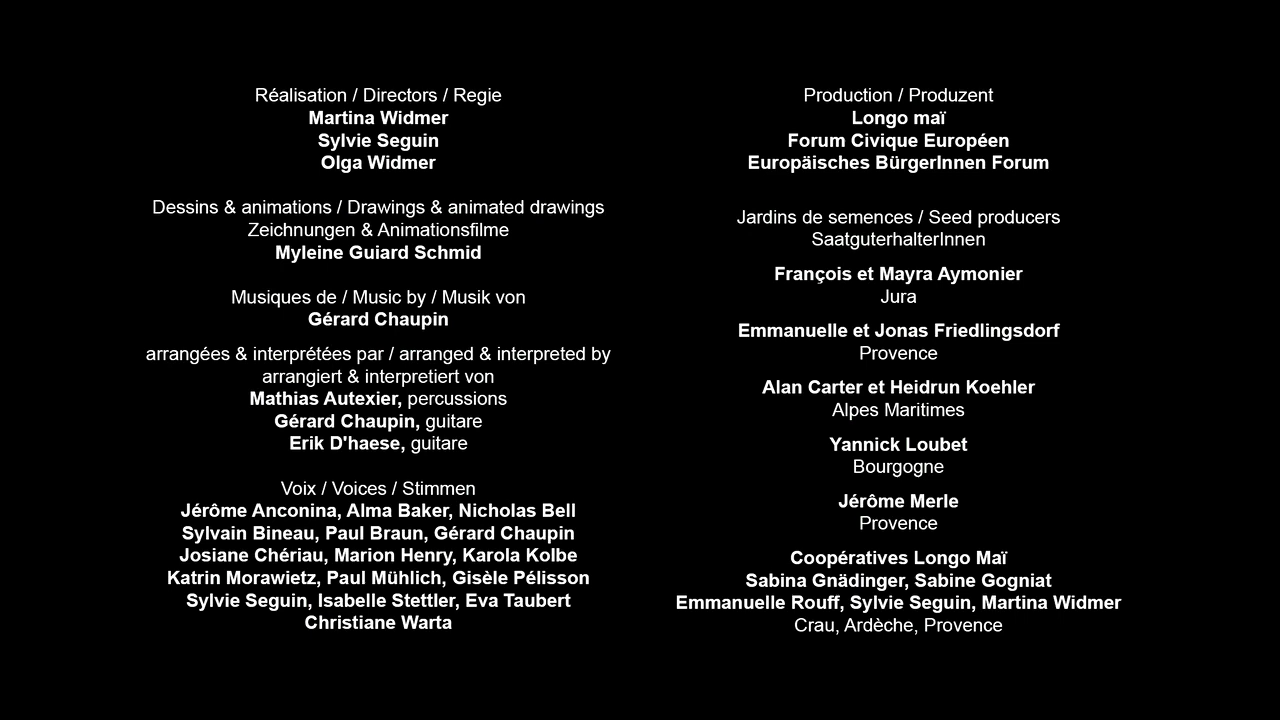 Réalisation / Directors / Regie
Martina Widmer
Sylvie Seguin
Olga Widmer
Dessins & animations / Drawings & animated drawings
Zeichnungen & Animationsfilme
Myleine Guiard Schmid
Musiques de / Music by / Musik von
Gérard Chaupin
arrangées & interprétées par / arranged & interpreted by
arrangiert & interpretiert von
Mathias Autexier, percussions
Gérard Chaupin, guitare
Erik D'haese, guitare
Voix / Voices / Stimmen
Jérôme Anconina, Alma Baker, Nicholas Bell
Sylvain Bineau, Paul Braun, Gérard Chaupin
Josiane Chériau, Marion Henry, Karola Kolbe
Katrin Morawietz, Paul Mühlich, Gisèle Pélisson
Sylvie Seguin, Isabelle Stettler, Eva Taubert
Christiane Warta
Production / Produzent
Longo maï
Forum Civique Européen
Europäisches BürgerInnen Forum
Jardins de semences / Seed producers
SaatguterhalterInnen
François et Mayra Aymonier
Jura
Emmanuelle et Jonas Friedlingsdorf
Provence
Alan Carter et Heidrun Koehler
Alpes Maritimes
Yannick Loubet
Bourgogne
Jérôme Merle
Provence
Coopératives Longo Maï
Sabina Gnädinger, Sabine Gogniat
Emmanuelle Rouff, Sylvie Seguin, Martina Widmer
Crau, Ardèche, Provence